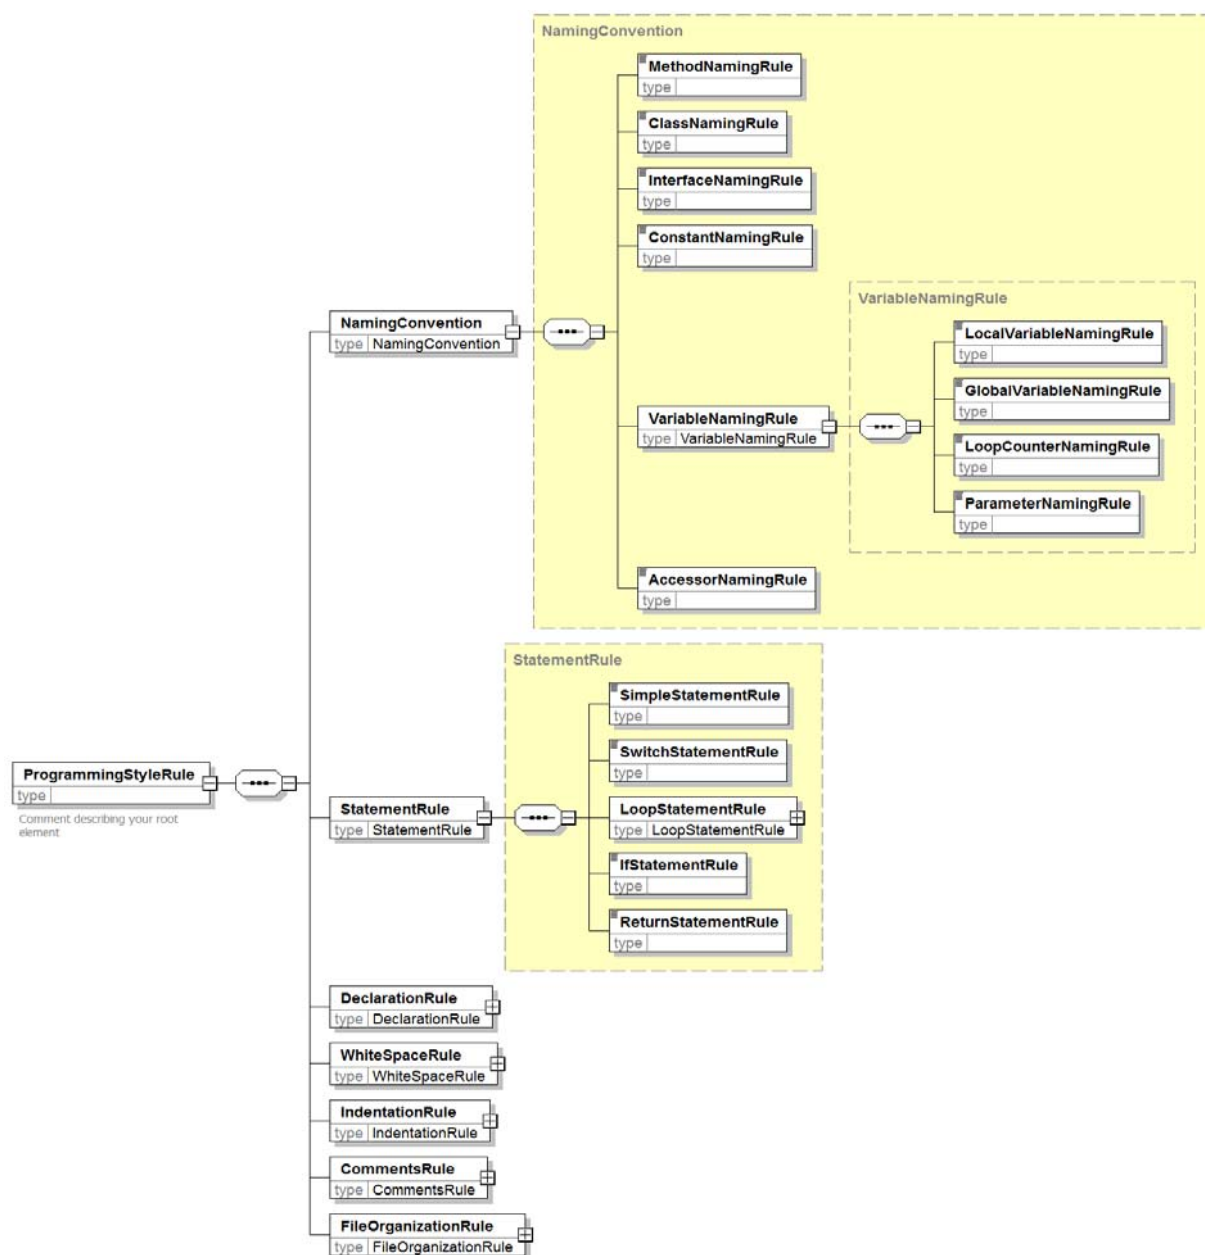 NamingConvention
MethodNamingRule
type
ClassNamingRule
type
InterfaceNamingRule
type
ConstantNamingRule
type
VariableNamingRule
NamingConvention
type NamingConvention
LocalVariableNamingRule
type
GlobalVariableNamingRule
type
VariableNamingRule
type VariableNamingRule
LoopCounterNamingRule
type
ParameterNamingRule
type
AccessorNamingRule
type
StatementRule
SimpleStatementRule
type
SwitchStatementRule
type
ProgrammingStyleRule
type
Comment describing your root
element
StatementRule
type StatementRule
LoopStatementRule
type LoopStatementRule
IfStatementRule
type
ReturnStatementRule
type
DeclarationRule
type DeclarationRule
WhiteSpaceRule
type WhiteSpaceRule
IndentationRule
type IndentationRule
CommentsRule
type CommentsRule
FileOrganizationRule
type FileOrganizationRule